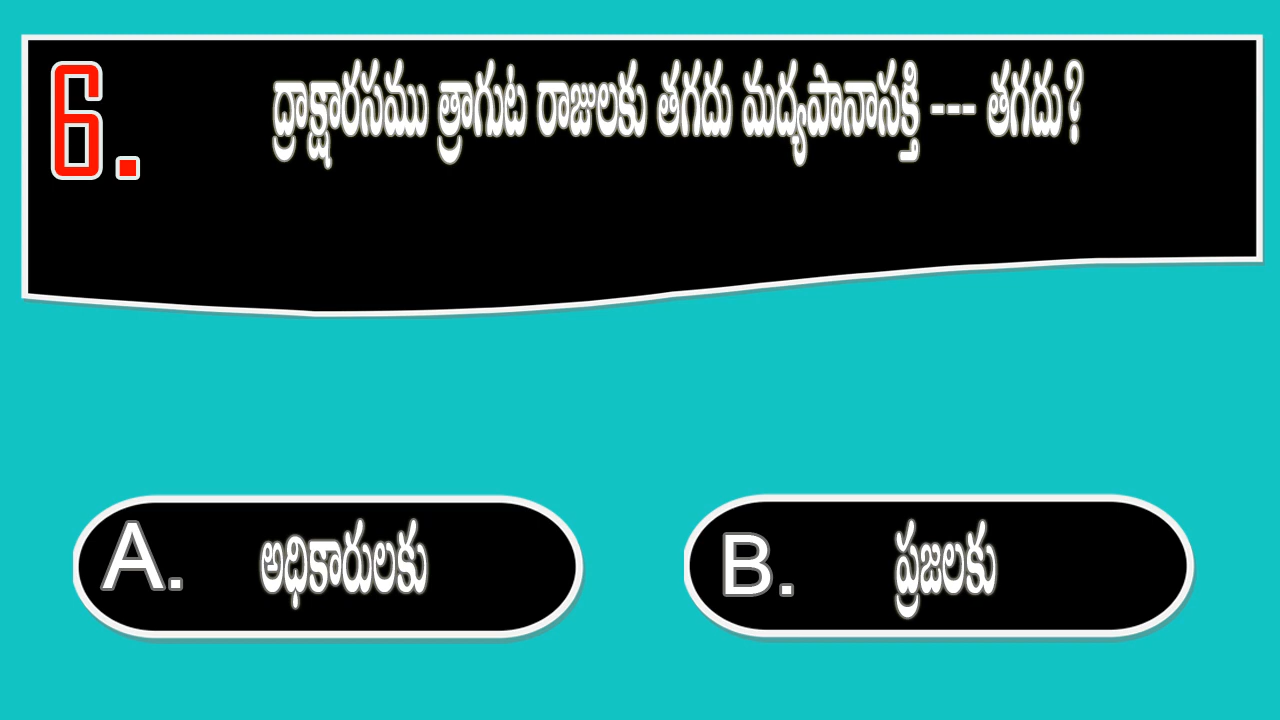 6. ద్రాక్షారసము త్రాగుట రాజులకు తగదు మద్యపానాసక్తి --- తగదు?
A. అధికారులకు
B. ప్రజలకు